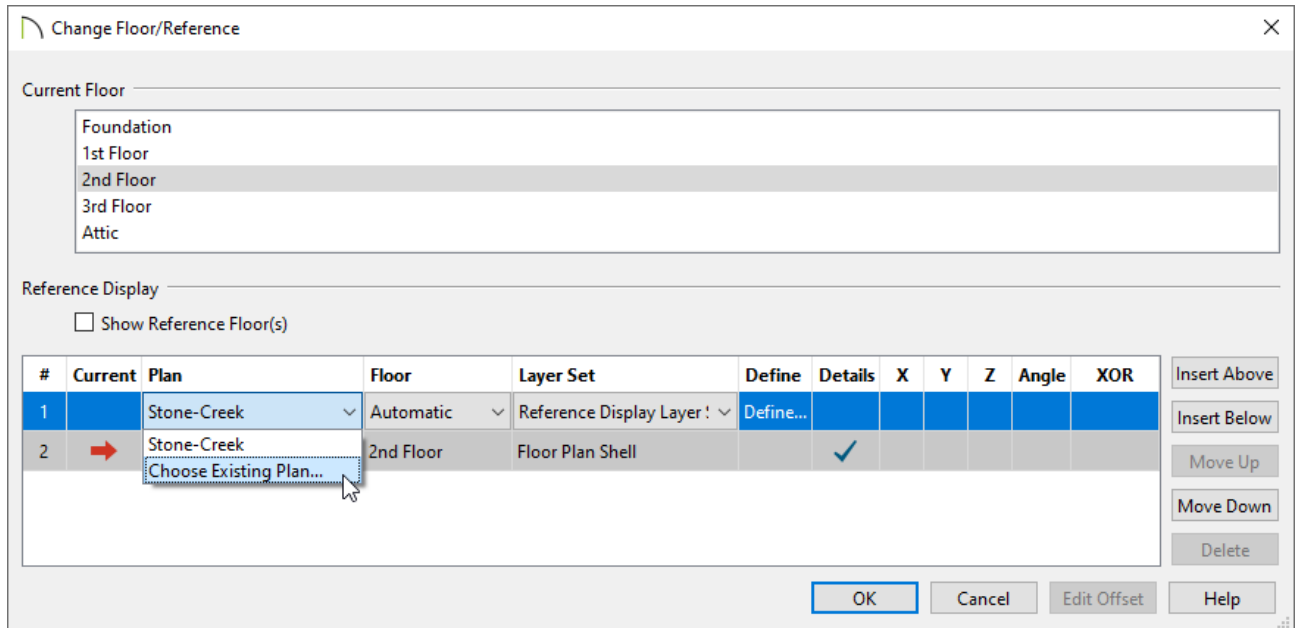 Change Floor/Reference
Current Floor
Foundation
1st Floor
2nd Floor
3rd Floor
Attic
Reference Display
Show Reference Floor(s)
# Current Plan Floor Layer Set Define Details X Y Z Angle XOR
Insert Above
1 Stone-Creek Automatic Reference Display Layer Define...
Insert Below
Stone-Creek
2 2nd Floor Floor Plan Shell
Choose Existing Plan...
Move Up
Move Down
Delete
OK Cancel Edit Offset Help